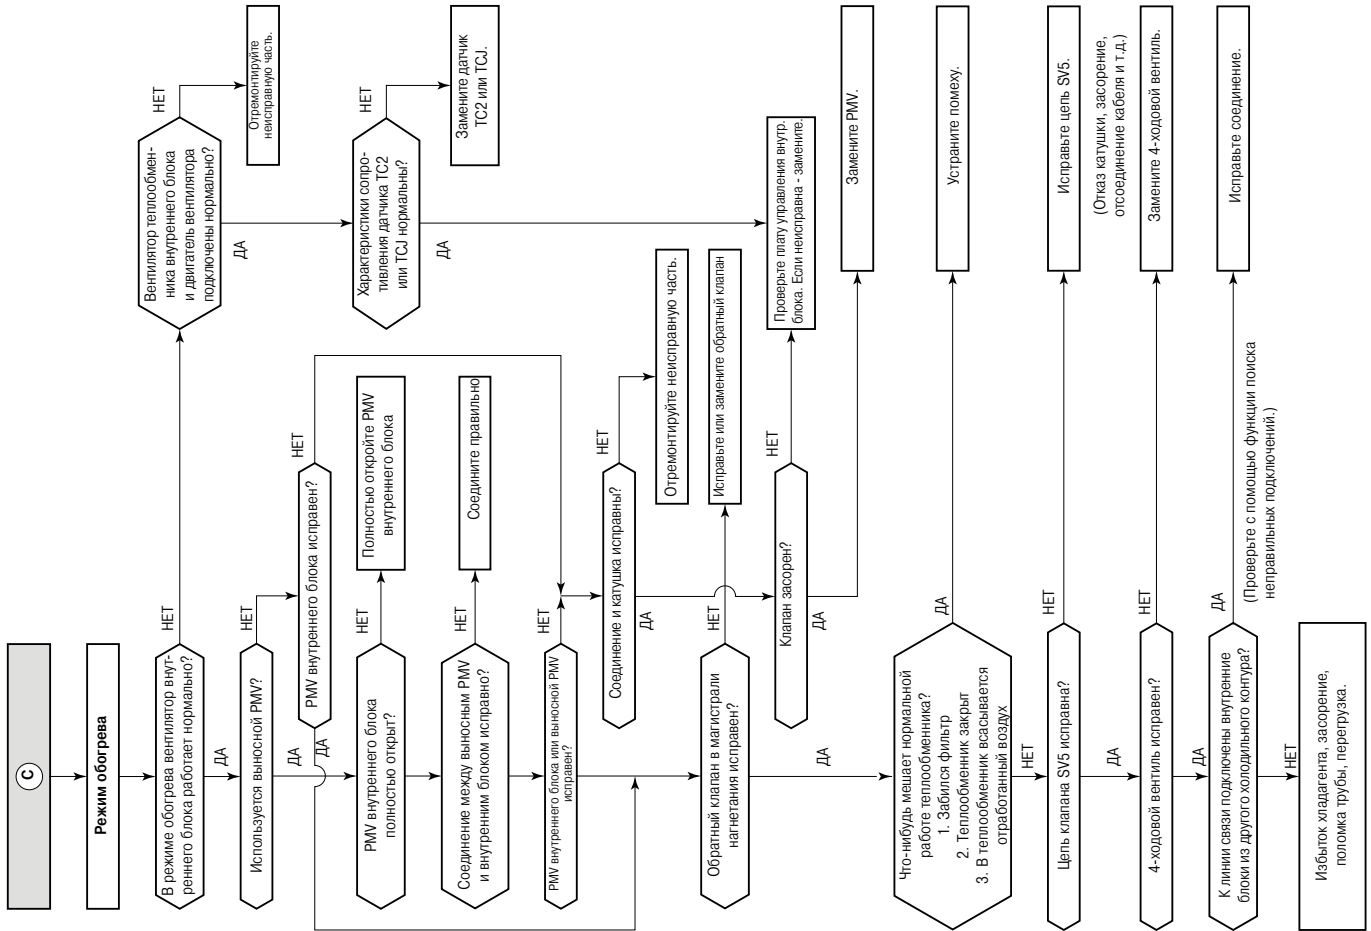 C
Режим обогрева
В режиме обогрева вентилятор внут-
реннего блока работает нормально?
НЕТ
ДА
Вентилятор теплообмен-
ника внутреннего блока
и двигатель вентилятора
подключены нормально?
НЕТ
ДА
Отремонтируйте
неисправную часть.
Характеристики сопро-
тивления датчика TC2
или TCJ нормальны?
НЕТ
ДА
Замените датчик
TC2 или TCJ.
Используется выносной PMV?
НЕТ
ДА
PMV внутреннего блока исправен?
НЕТ
ДА
PMV внутреннего блока
полностью открыт?
НЕТ
Полностью откройте PMV
внутреннего блока
Соединение между выносным PMV
и внутренним блоком исправно?
НЕТ
Соедините правильно
PMV внутреннего блока или выносной PMV
исправен?
НЕТ
Соединение и катушка исправны?
НЕТ
ДА
Отремонтируйте неисправную часть.
Обратный клапан в магистрали
нагнетания исправен?
НЕТ
ДА
Исправьте или замените обратный клапан
Клапан засорен?
НЕТ
ДА
Проверьте плату управления внутр.
блока. Если неисправна - замените.
Замените PMV.
Что-нибудь мешает нормальной
работе теплообменника?
1. Забился фильтр
2. Теплообменник закрыт
3. В теплообменник всасывается
отработанный воздух
ДА
НЕТ
Устраните помеху.
Цепь клапана SV5 исправна?
НЕТ
ДА
Исправьте цепь SV5.
(Отказ катушки, засорение,
отсоединение кабеля и т.д.)
4-ходовой вентиль исправен?
НЕТ
ДА
Замените 4-ходовой вентиль.
К линии связи подключены внутренние
блоки из другого холодильного контура?
ДА
НЕТ
(Проверьте с помощью функции поиска
неправильных подключений.)
Исправьте соединение.
Избыток хладагента, засорение,
поломка трубы, перегрузка.